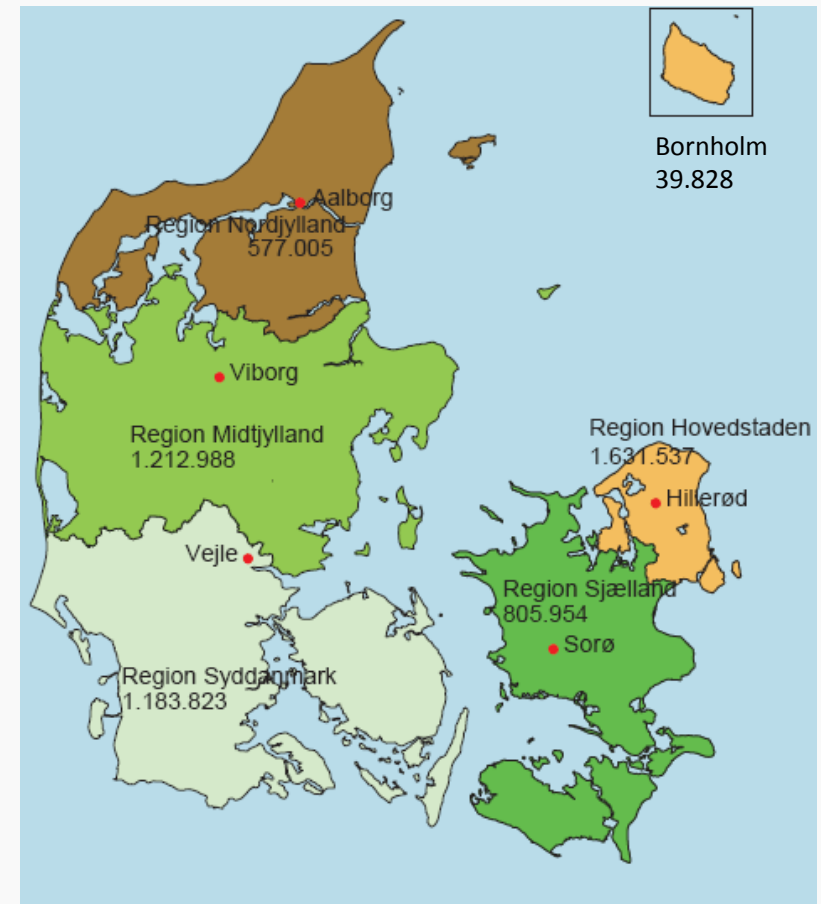 Bornholm
39.828
Aalborg
Region Nordjylland
577.005
Viborg
Region Midtjylland
1.212.988
Region Hovedstaden
1.631.537
Hillerød
Vejle
Region Sjælland
805.954
Sorø
Region Syddanmark
1.183.823